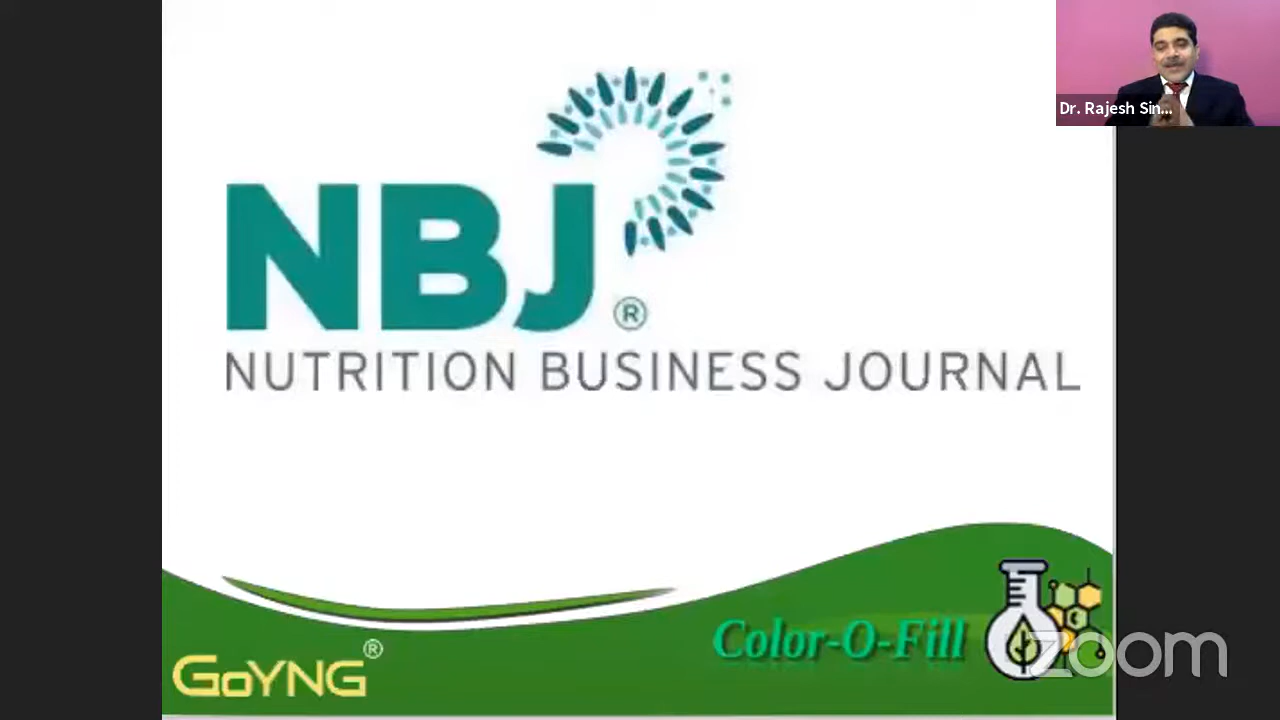 Dr. Rajesh Sin...
NBJ®
NUTRITION BUSINESS JOURNAL
Color-O-Fill
GoYNG®
zoom